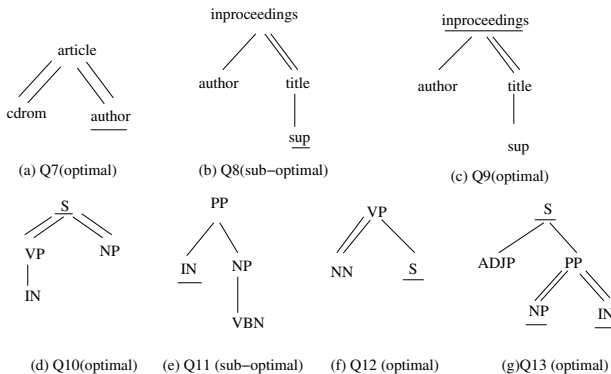 article
cdrom author
(a) Q7(optimal)
inproceedings
author title
sup
(b) Q8(sub-optimal)
inproceedings
author title
sup
(c) Q9(optimal)
S
VP NP
IN
(d) Q10(optimal)
PP
IN NP
VBN
(e) Q11 (sub-optimal)
VP
NN S
(f) Q12 (optimal)
S
ADJP PP
NP IN
(g)Q13 (optimal)